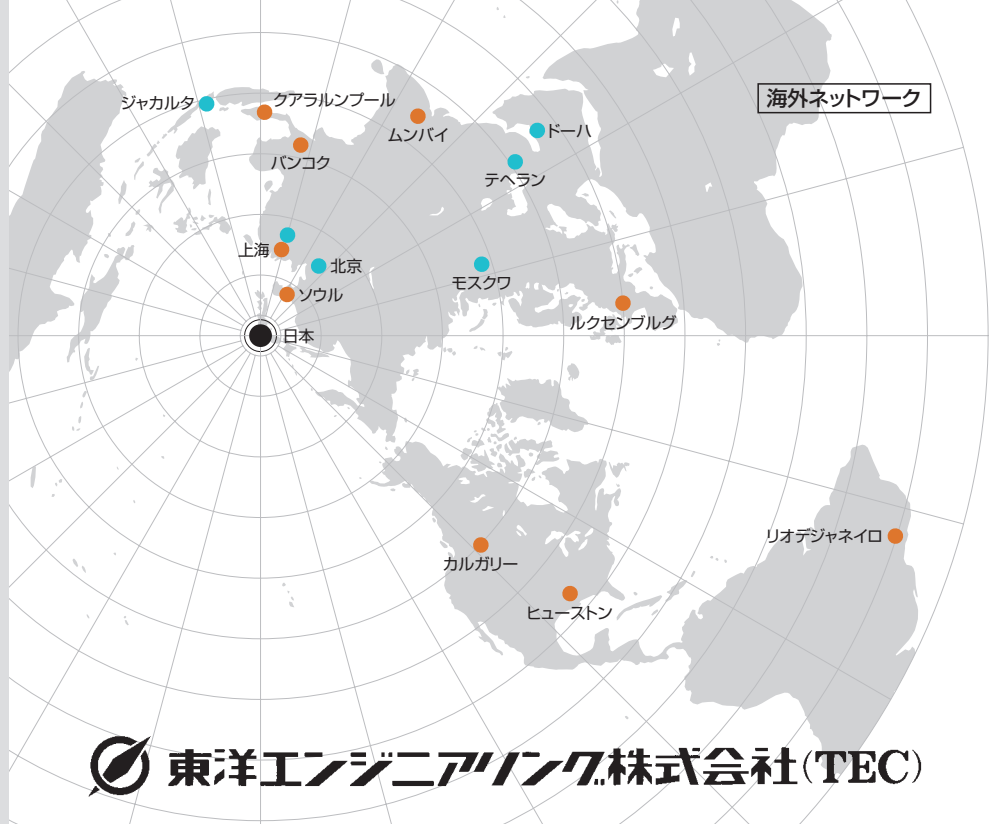 海外ネットワーク
ジャカルタ
クアラルンプール
ムンバイ
ドーハ
バンコク
テヘラン
上海
北京
モスクワ
ソウル
ルクセンブルグ
日本
リオデジャネイロ
カルガリー
ヒューストン
東洋エンジニアリング株式会社(TEC)